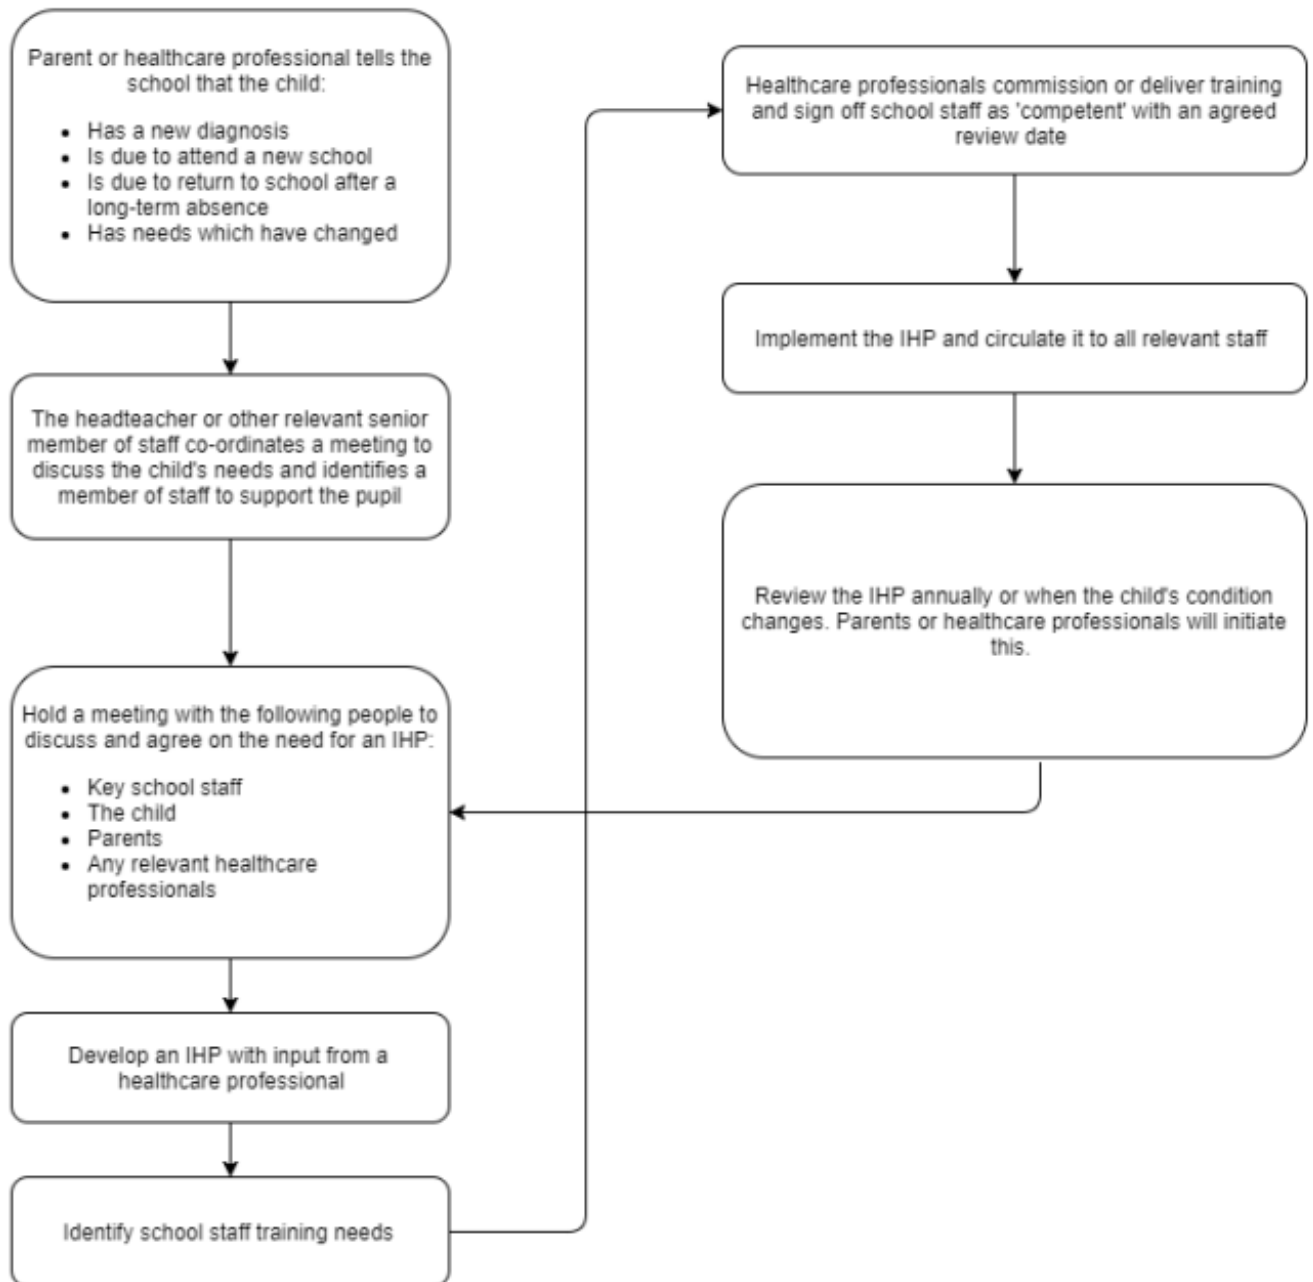 Parent or healthcare professional tells the
school that the child:
• Has a new diagnosis
• Is due to attend a new school
• Is due to return to school after a
long-term absence
• Has needs which have changed
The headteacher or other relevant senior
member of staff co-ordinates a meeting to
discuss the child's needs and identifies a
member of staff to support the pupil
Hold a meeting with the following people to
discuss and agree on the need for an IHP:
• Key school staff
• The child
• Parents
• Any relevant healthcare
professionals
Develop an IHP with input from a
healthcare professional
Identify school staff training needs
Healthcare professionals commission or deliver training
and sign off school staff as 'competent' with an agreed
review date
Implement the IHP and circulate it to all relevant staff
Review the IHP annually or when the child's condition
changes. Parents or healthcare professionals will initiate
this.